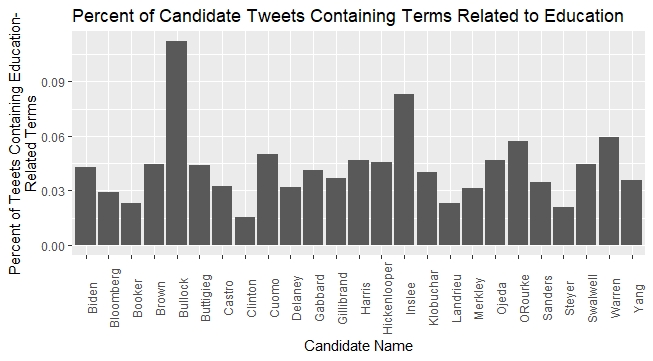 Percent of Candidate Tweets Containing Terms Related to Education
Percent of Teeets Containing Education-
Related Terms
0.09
0.06
0.03
0.00
Biden
Bloomberg
Booker
Brown
Bullock
Buttigieg
Castro
Clinton
Cuomo
Delaney
Gabbard
Gillibrand
Harris
Hickenlooper
Inslee
Klobuchar
Landrieu
Merkley
Ojeda
ORourke
Sanders
Steyer
Swalwell
Warren
Yang
Candidate Name